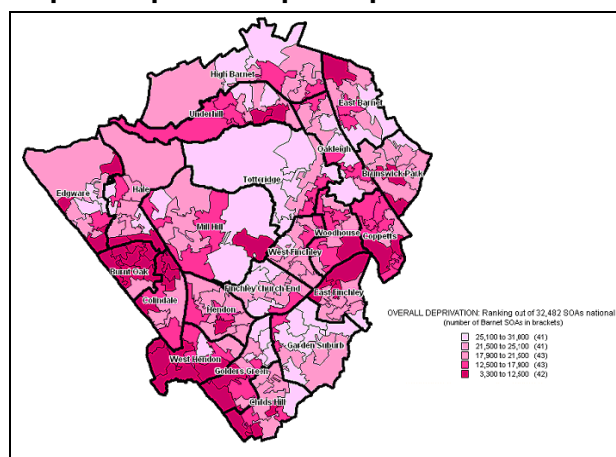 High Barnet
East Barnet
Underhill
Oakleigh
Brunswick Park
Totteridge
Edgware
Hale
Mill Hill
Woodhouse
Coppetts
West Finchley
Burnt Oak
Finchley Church End
East Finchley
Colindale
Hendon
Garden Suburb
West Hendon
Golders Green
Childs Hill
OVERALL DEPRIVATION: Ranking out of 32,482 SOAs national
(number of Barnet SOAs in brackets)
25,100 to 31,600 (41)
21,500 to 25,100 (41)
17,900 to 21,500 (43)
12,500 to 17,900 (43)
3,300 to 12,500 (42)